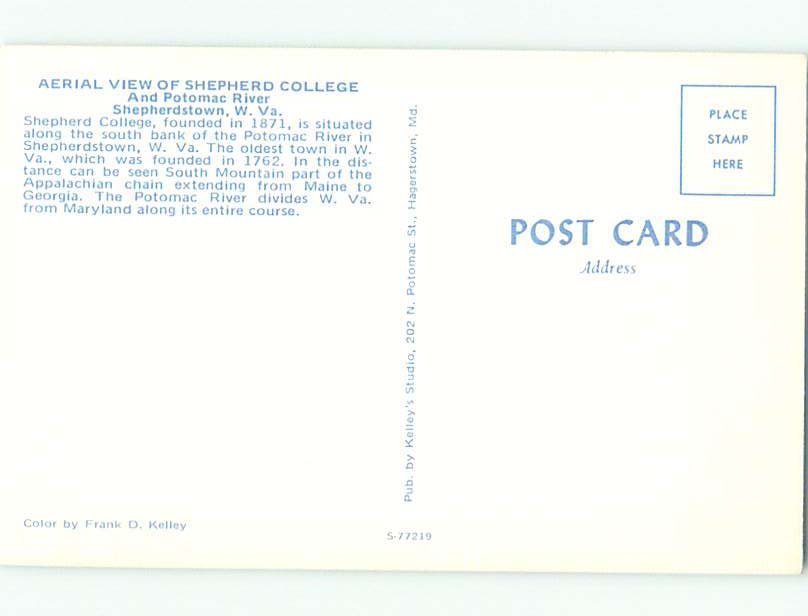 AERIAL VIEW OF SHEPHERD COLLEGE
And Potomac River
Shepherdstown, W. Va.
Shepherd College, founded in 1871, is situated
along the south bank of the Potomac River in
Shepherdstown, W. Va. The oldest town in W.
Va., which was founded in 1762. In the dis-
tance can be seen South Mountain part of the
Appalachian chain extending from Maine to
Georgia. The Potomac River divides W. Va.
from Maryland along its entire course.
Color by Frank D. Kelley
Pub. by Kelley's Studio, 202 N. Potomac St., Hagerstown, Md.
S-77219
PLACE
STAMP
HERE
POST CARD
Address